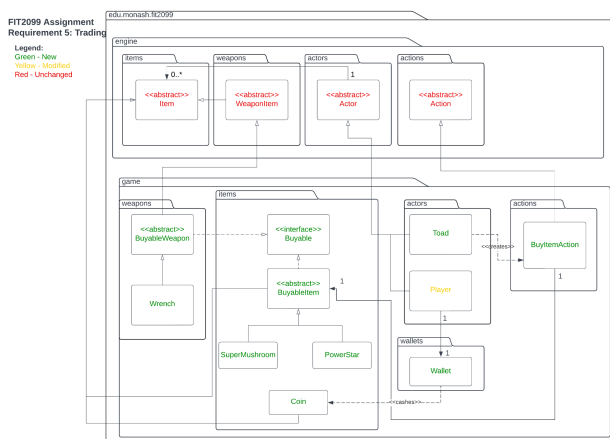 FIT2099 Assignment
Requirement 5: Trading
Legend:
Green - New
Yellow - Modified
Red - Unchanged
edu.monash.fit2099
engine
items
weapons
actors
actions
0..*
1
<<abstract>>
Item
<<abstract>>
WeaponItem
<<abstract>>
Actor
<<abstract>>
Action
game
weapons
items
actors
actions
<<abstract>>
BuyableWeapon
<<interface>>
Buyable
Toad
<<creates>>
BuyItemAction
1
<<abstract>>
BuyableItem
1
Wrench
Player
1
wallets
1
SuperMushroom
PowerStar
Wallet
Coin
<<cashes>>